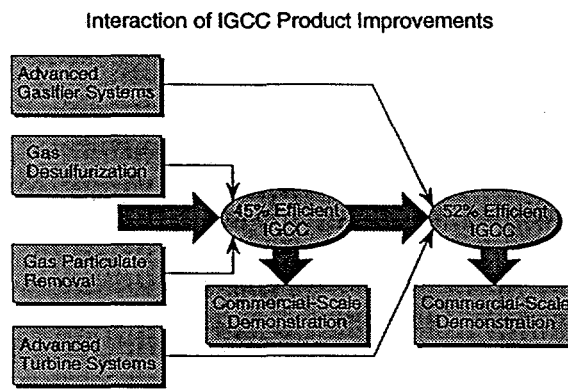 Interaction of IGCC Product Improvements
Advanced
Gasifier Systems
Gas
Desulfurization
45% Efficient
IGCC
52% Efficient
IGCC
Gas Particulate
Removal
Commercial-Scale
Demonstration
Commercial-Scale
Demonstration
Advanced
Turbine Systems